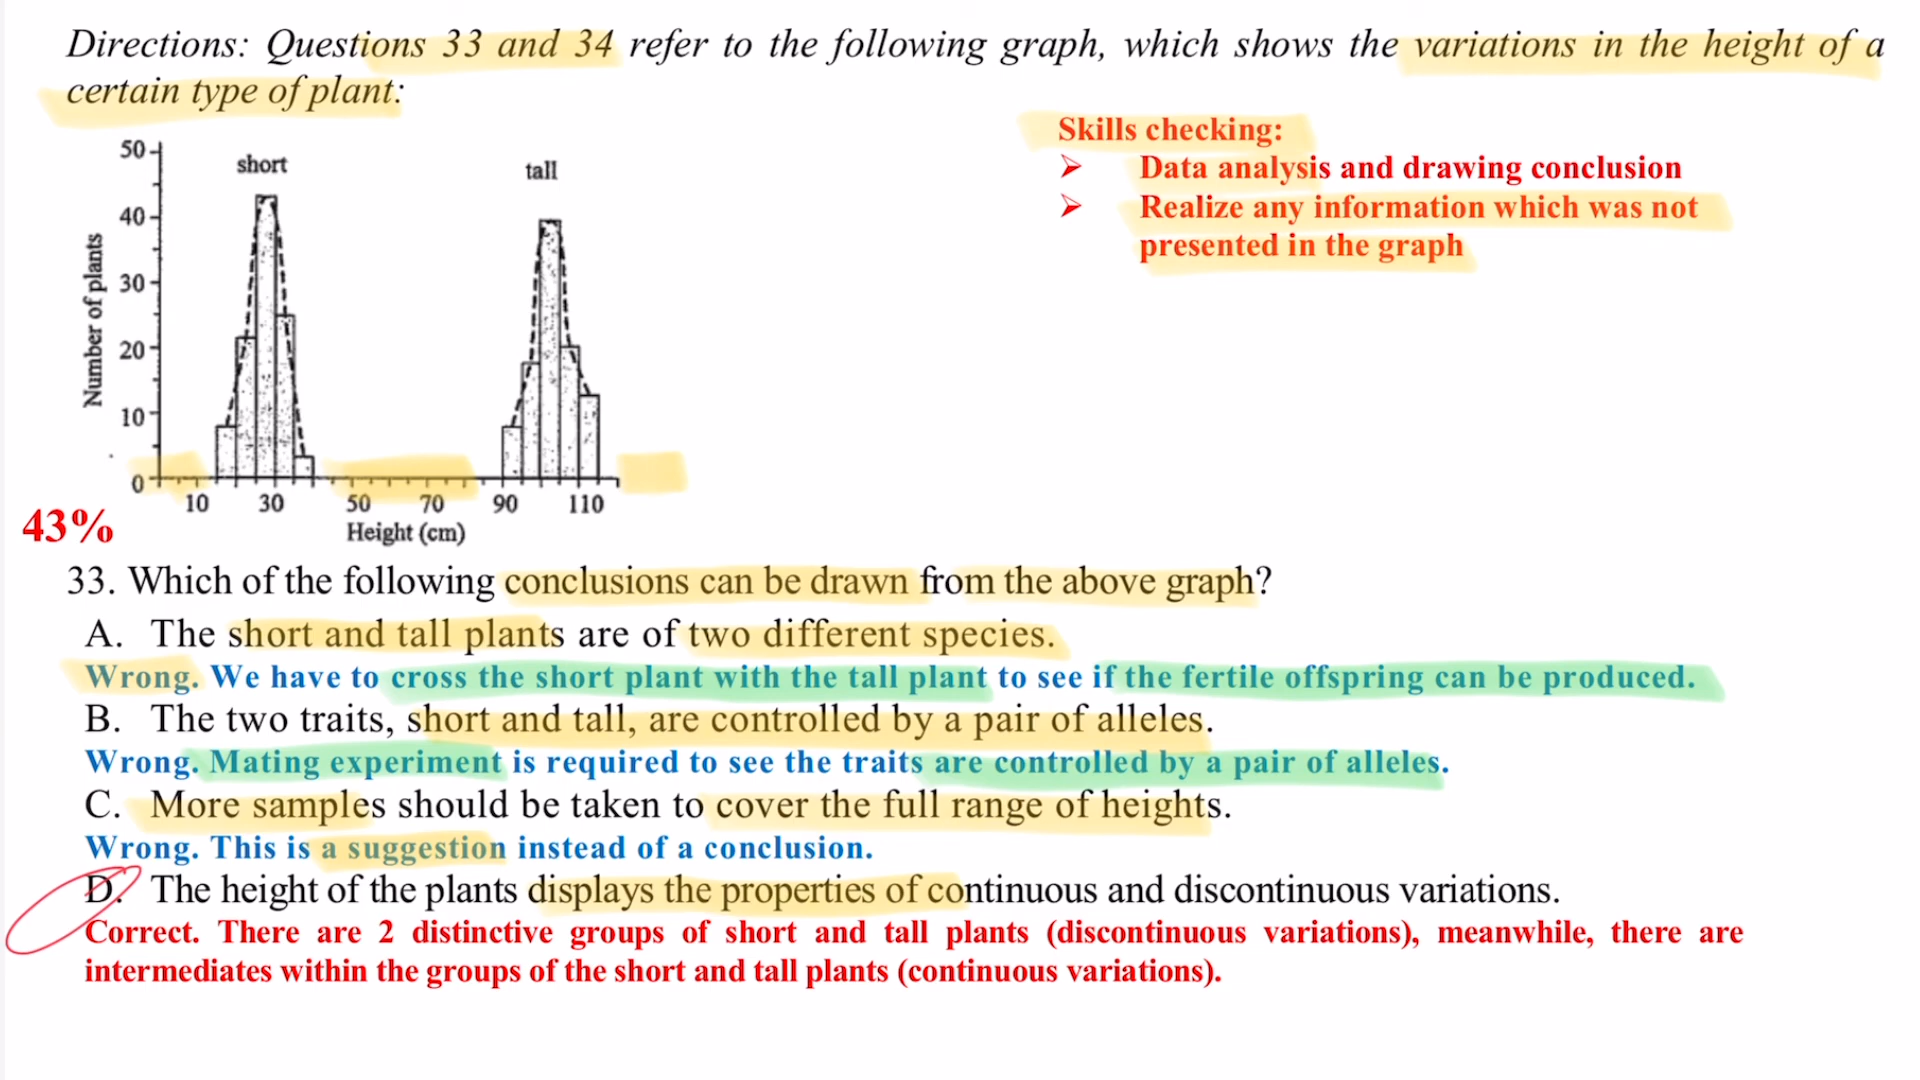 Directions: Questions 33 and 34 refer to the following graph, which shows the variations in the height of a
certain type of plant:
Skills checking:
➢ Data analysis and drawing conclusion
➢ Realize any information which was not
presented in the graph
short
tall
Number of plants
50
40
30
20
10
0
10 30 50 70 90 110
Height (cm)
43%
33. Which of the following conclusions can be drawn from the above graph?
A. The short and tall plants are of two different species.
Wrong. We have to cross the short plant with the tall plant to see if the fertile offspring can be produced.
B. The two traits, short and tall, are controlled by a pair of alleles.
Wrong. Mating experiment is required to see the traits are controlled by a pair of alleles.
C. More samples should be taken to cover the full range of heights.
Wrong. This is a suggestion instead of a conclusion.
D. The height of the plants displays the properties of continuous and discontinuous variations.
Correct. There are 2 distinctive groups of short and tall plants (discontinuous variations), meanwhile, there are
intermediates within the groups of the short and tall plants (continuous variations).